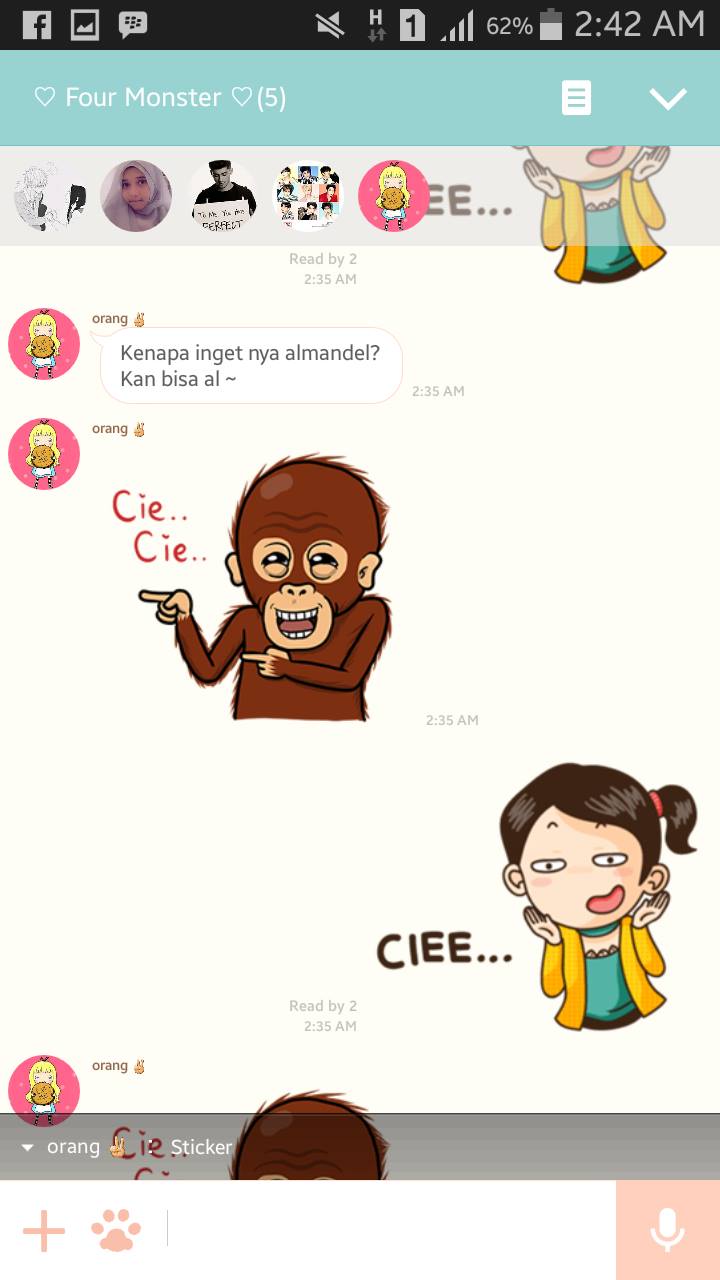 H 1 62% 2:42 AM
♡ Four Monster ♡(5)
To Me You Are
PERFECT
EE...
Read by 2
2:35 AM
orang ✌
Kenapa inget nya almandel?
Kan bisa al ~
2:35 AM
orang ✌
Cie..
Cie..
2:35 AM
CIEE...
Read by 2
2:35 AM
orang ✌
Cie..
orang ✌ : Sticker